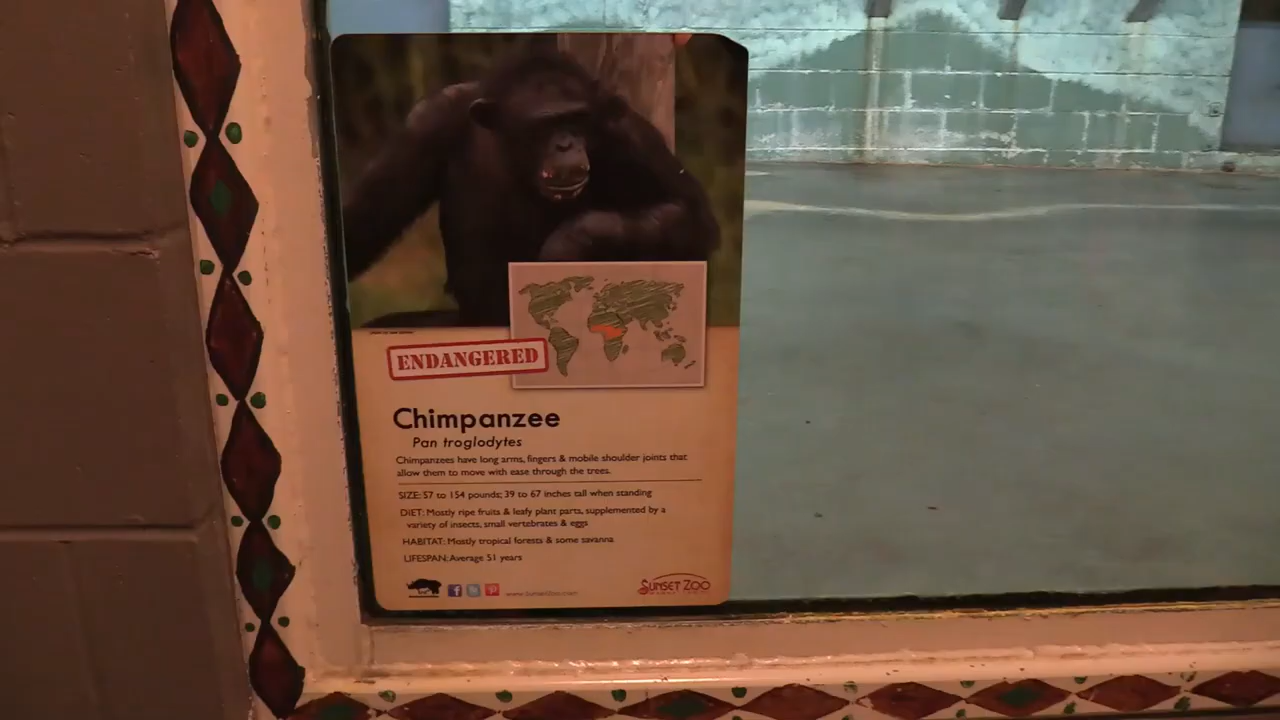 ENDANGERED
Chimpanzee
Pan troglodytes
Chimpanzees have long arms, fingers & mobile shoulder joints that
allow them to move with ease through the trees.
SIZE: 57 to 154 pounds; 39 to 67 inches tall when standing
DIET: Mostly ripe fruits & leafy plant parts, supplemented by a
variety of insects, small vertebrates & eggs
HABITAT: Mostly tropical forests & some savanna
LIFESPAN: Average 51 years
www.SunsetZoo.com
SUNSET ZOO